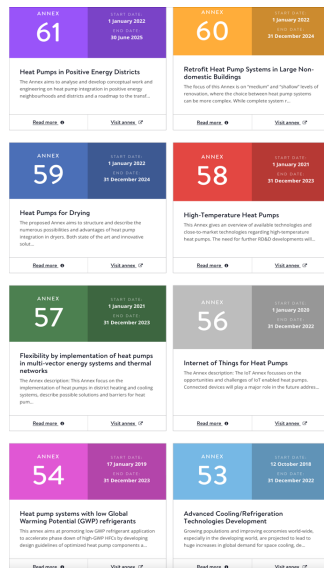 ANNEX
61
START DATE:
1 January 2022
END DATE:
30 June 2025
Heat Pumps in Positive Energy Districts
The Annex aims to analyse and develop conceptual work and
engineering on heat pump integration in positive energy
neighbourhoods and districts and a roadmap to the transf...
Read more
Visit annex
ANNEX
60
START DATE:
1 January 2022
END DATE:
31 December 2024
Retrofit Heat Pump Systems in Large Non-
domestic Buildings
The focus of this Annex is on "medium" and "shallow" levels of
renovation, where the choice between heat pump systems
can be more complex. While complete system r...
Read more
Visit annex
ANNEX
59
START DATE:
1 January 2022
END DATE:
31 December 2024
Heat Pumps for Drying
The proposed Annex aims to structure and describe the
numerous possibilities and advantages of heat pump
integration in dryers. Both state of the art and innovative
solut...
Read more
Visit annex
ANNEX
58
START DATE:
1 January 2021
END DATE:
31 December 2023
High-Temperature Heat Pumps
This Annex gives an overview of available technologies and
close-to-market technologies regarding high-temperature
heat pumps. The need for further RD&D developments will...
Read more
Visit annex
ANNEX
57
START DATE:
1 January 2021
END DATE:
31 December 2023
Flexibility by implementation of heat pumps
in multi-vector energy systems and thermal
networks
The Annex description: This Annex focus on the
implementation of heat pumps in district heating and cooling
systems, describe possible solutions and barriers for heat
pum...
Read more
Visit annex
ANNEX
56
START DATE:
1 January 2020
END DATE:
31 December 2022
Internet of Things for Heat Pumps
The Annex description: The IoT Annex focusses on the
opportunities and challenges of IoT enabled heat pumps.
Connected devices will play a major role in the future addres...
Read more
Visit annex
ANNEX
54
START DATE:
17 January 2019
END DATE:
31 December 2023
Heat pump systems with low Global
Warming Potential (GWP) refrigerants
This annex aims at promoting low GWP refrigerant application
to accelerate phase down of high-GWP HFCs by developing
design guidelines of optimized heat pump components a...
Read more
Visit annex
ANNEX
53
START DATE:
12 October 2018
END DATE:
31 December 2022
Advanced Cooling/Refrigeration
Technologies Development
Growing populations and improving economies world-wide,
especially in the developing world, are projected to lead to
huge increases in global demand for space cooling, de...
Read more
Visit annex